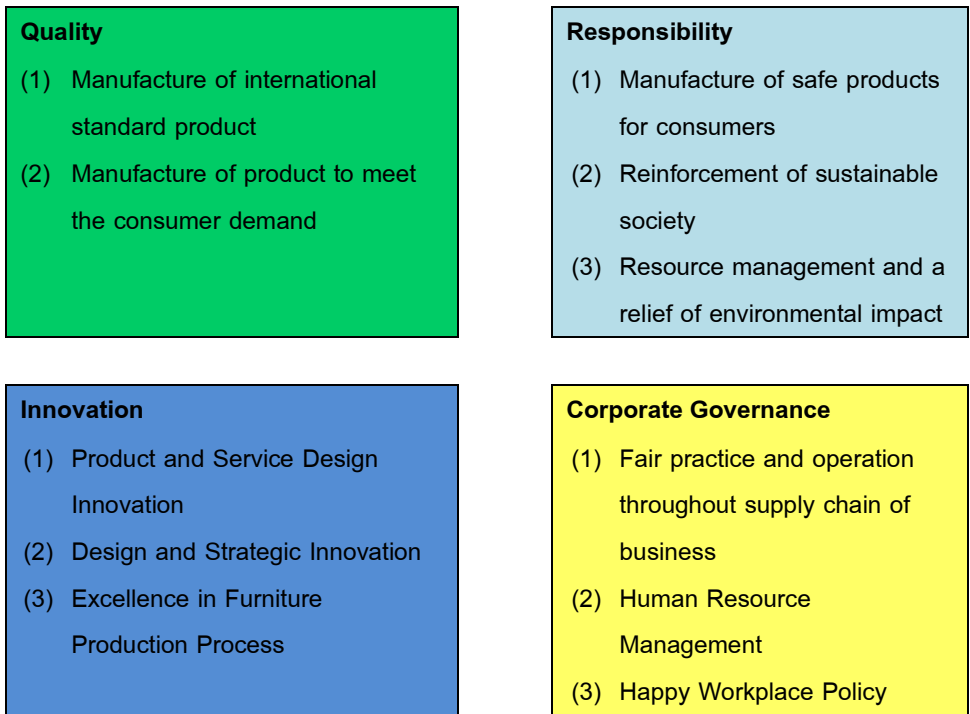 Quality
(1) Manufacture of international
standard product
(2) Manufacture of product to meet
the consumer demand
Responsibility
(1) Manufacture of safe products
for consumers
(2) Reinforcement of sustainable
society
(3) Resource management and a
relief of environmental impact
Innovation
(1) Product and Service Design
Innovation
(2) Design and Strategic Innovation
(3) Excellence in Furniture
Production Process
Corporate Governance
(1) Fair practice and operation
throughout supply chain of
business
(2) Human Resource
Management
(3) Happy Workplace Policy